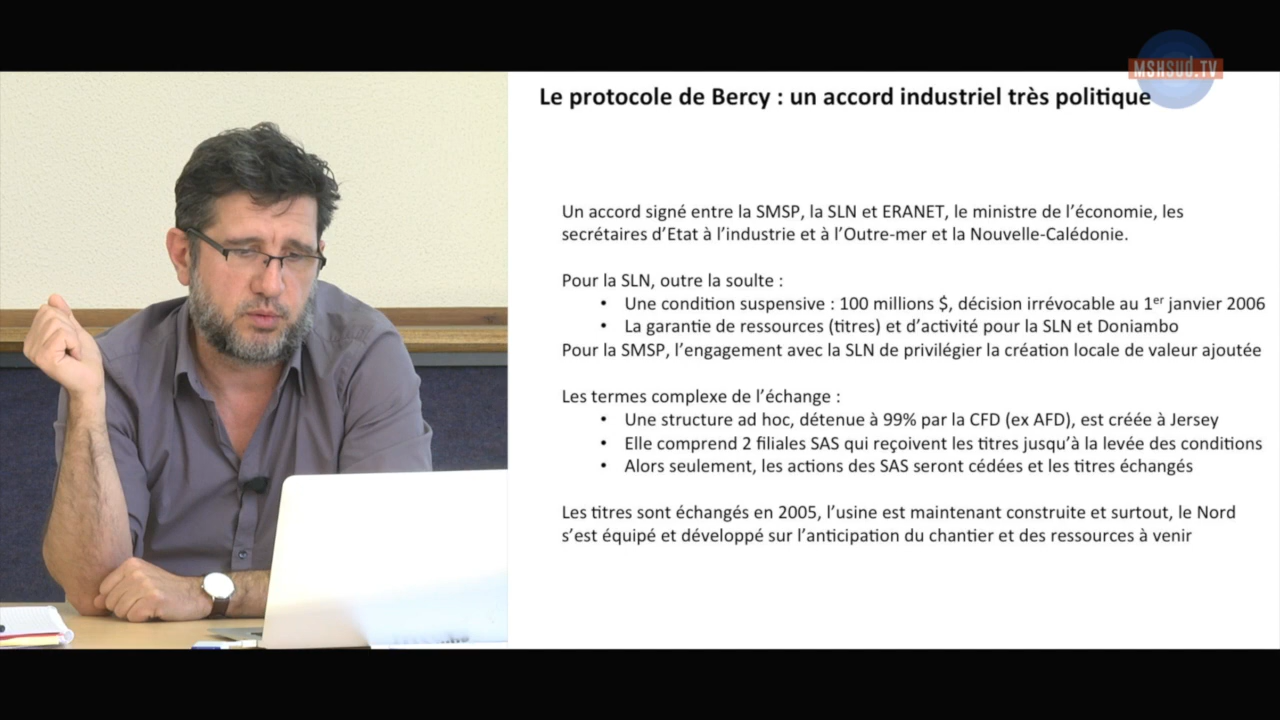 MSHSUD.TV
Le protocole de Bercy : un accord industriel très politique
Un accord signé entre la SMSP, la SLN et ERANET, le ministre de l’économie, les
secrétaires d’Etat à l’industrie et à l’Outre-mer et la Nouvelle-Calédonie.
Pour la SLN, outre la soulte :
• Une condition suspensive : 100 millions $, décision irrévocable au 1er janvier 2006
• La garantie de ressources (titres) et d’activité pour la SLN et Doniambo
Pour la SMSP, l’engagement avec la SLN de privilégier la création locale de valeur ajoutée
Les termes complexe de l’échange :
• Une structure ad hoc, détenue à 99% par la CFD (ex AFD), est créée à Jersey
• Elle comprend 2 filiales SAS qui reçoivent les titres jusqu’à la levée des conditions
• Alors seulement, les actions des SAS seront cédées et les titres échangés
Les titres sont échangés en 2005, l’usine est maintenant construite et surtout, le Nord
s’est équipé et développé sur l’anticipation du chantier et des ressources à venir